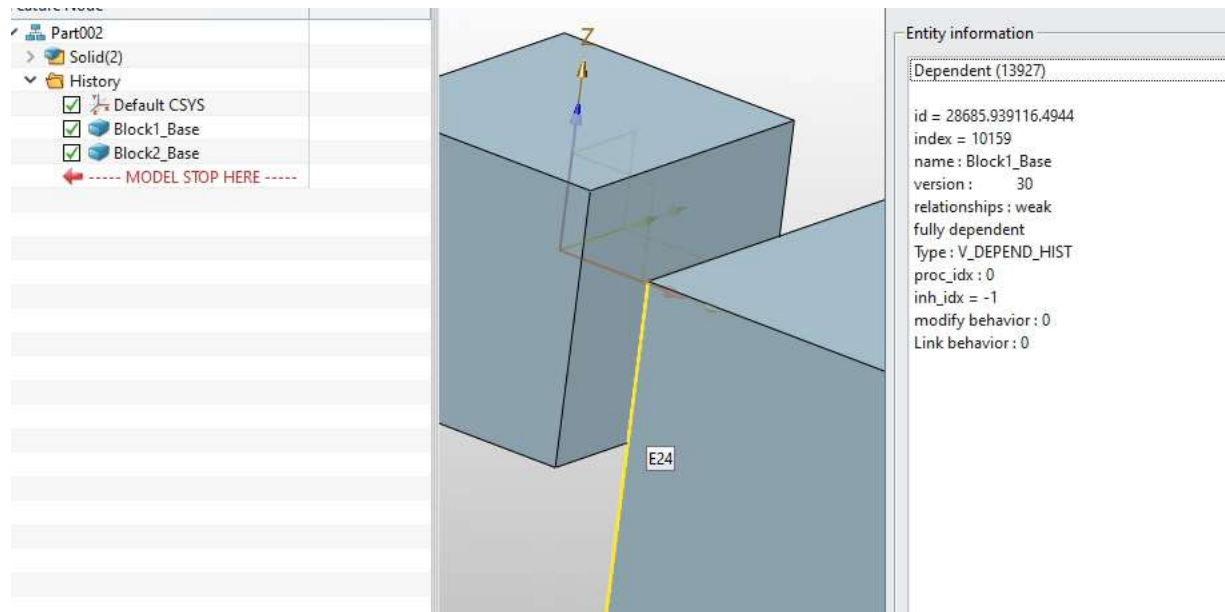 Part002
Solid(2)
History
Default CSYS
Block1_Base
Block2_Base
----- MODEL STOP HERE -----
Z
E24
Entity information
Dependent (13927)
id = 28685.939116.4944
index = 10159
name : Block1_Base
version : 30
relationships : weak
fully dependent
Type : V_DEPEND_HIST
proc_idx : 0
inh_idx = -1
modify behavior : 0
Link behavior : 0